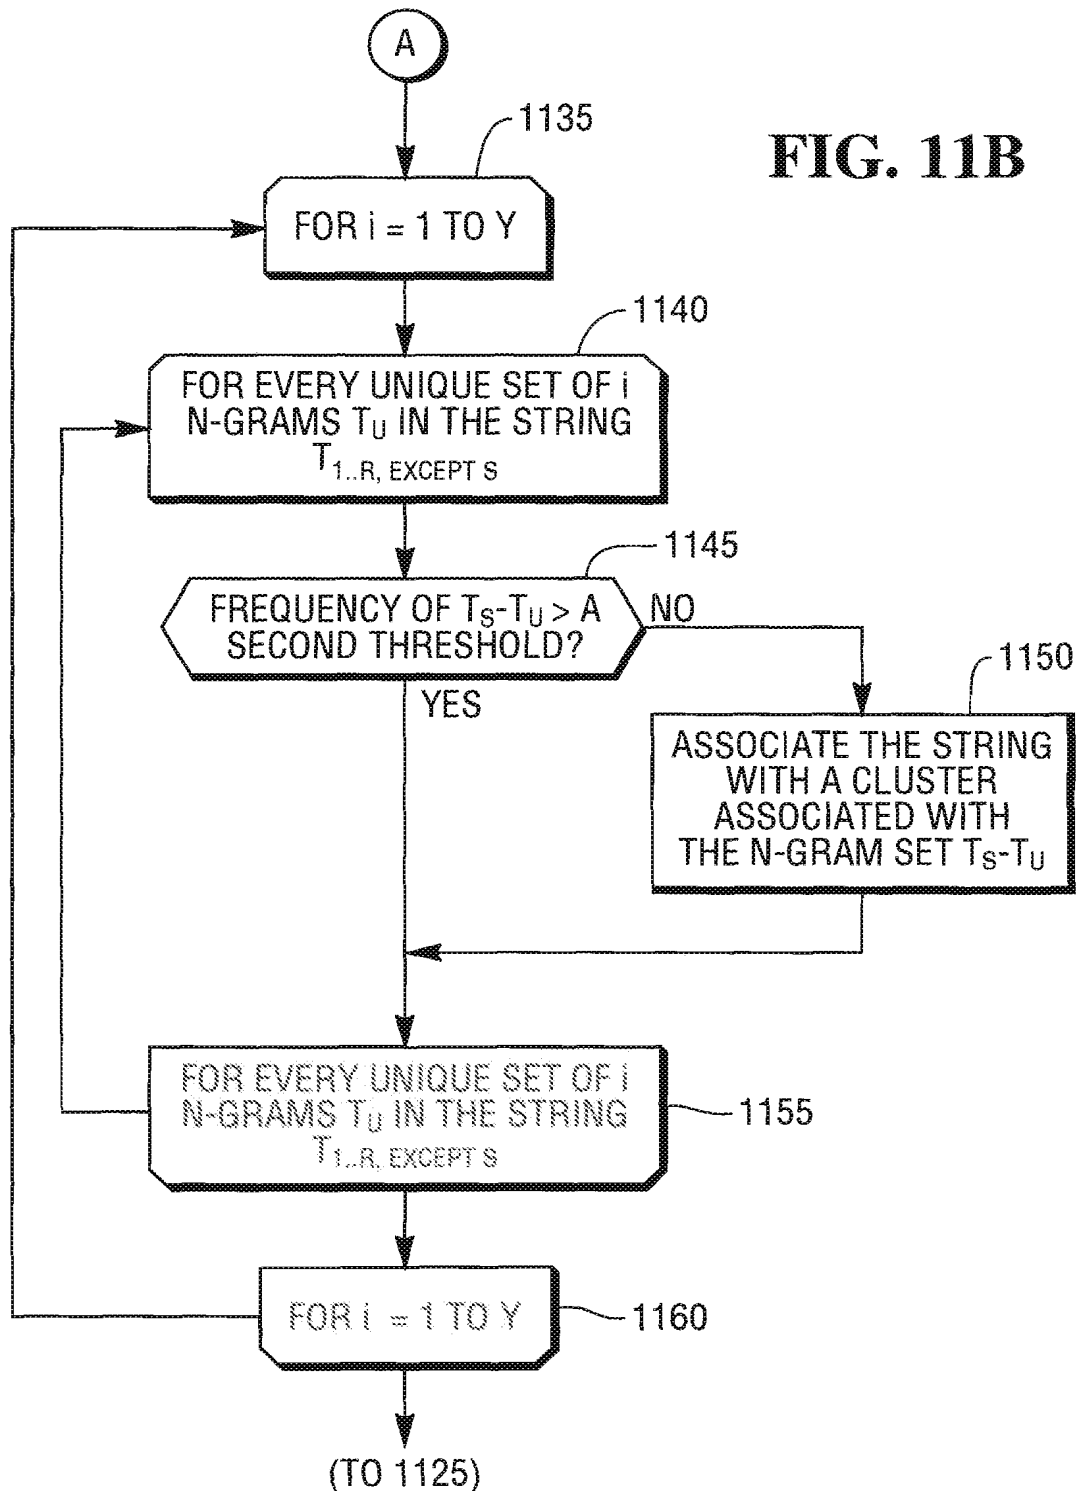 A
1135
FIG. 11B
FOR i = 1 TO Y
1140
FOR EVERY UNIQUE SET OF i
N-GRAMS TU IN THE STRING
T1..R, EXCEPT S
1145
FREQUENCY OF TS-TU > A
SECOND THRESHOLD?
NO
YES
1150
ASSOCIATE THE STRING
WITH A CLUSTER
ASSOCIATED WITH
THE N-GRAM SET TS-TU
FOR EVERY UNIQUE SET OF i
N-GRAMS TU IN THE STRING
T1..R, EXCEPT S
1155
FOR i = 1 TO Y
1160
(TO 1125)